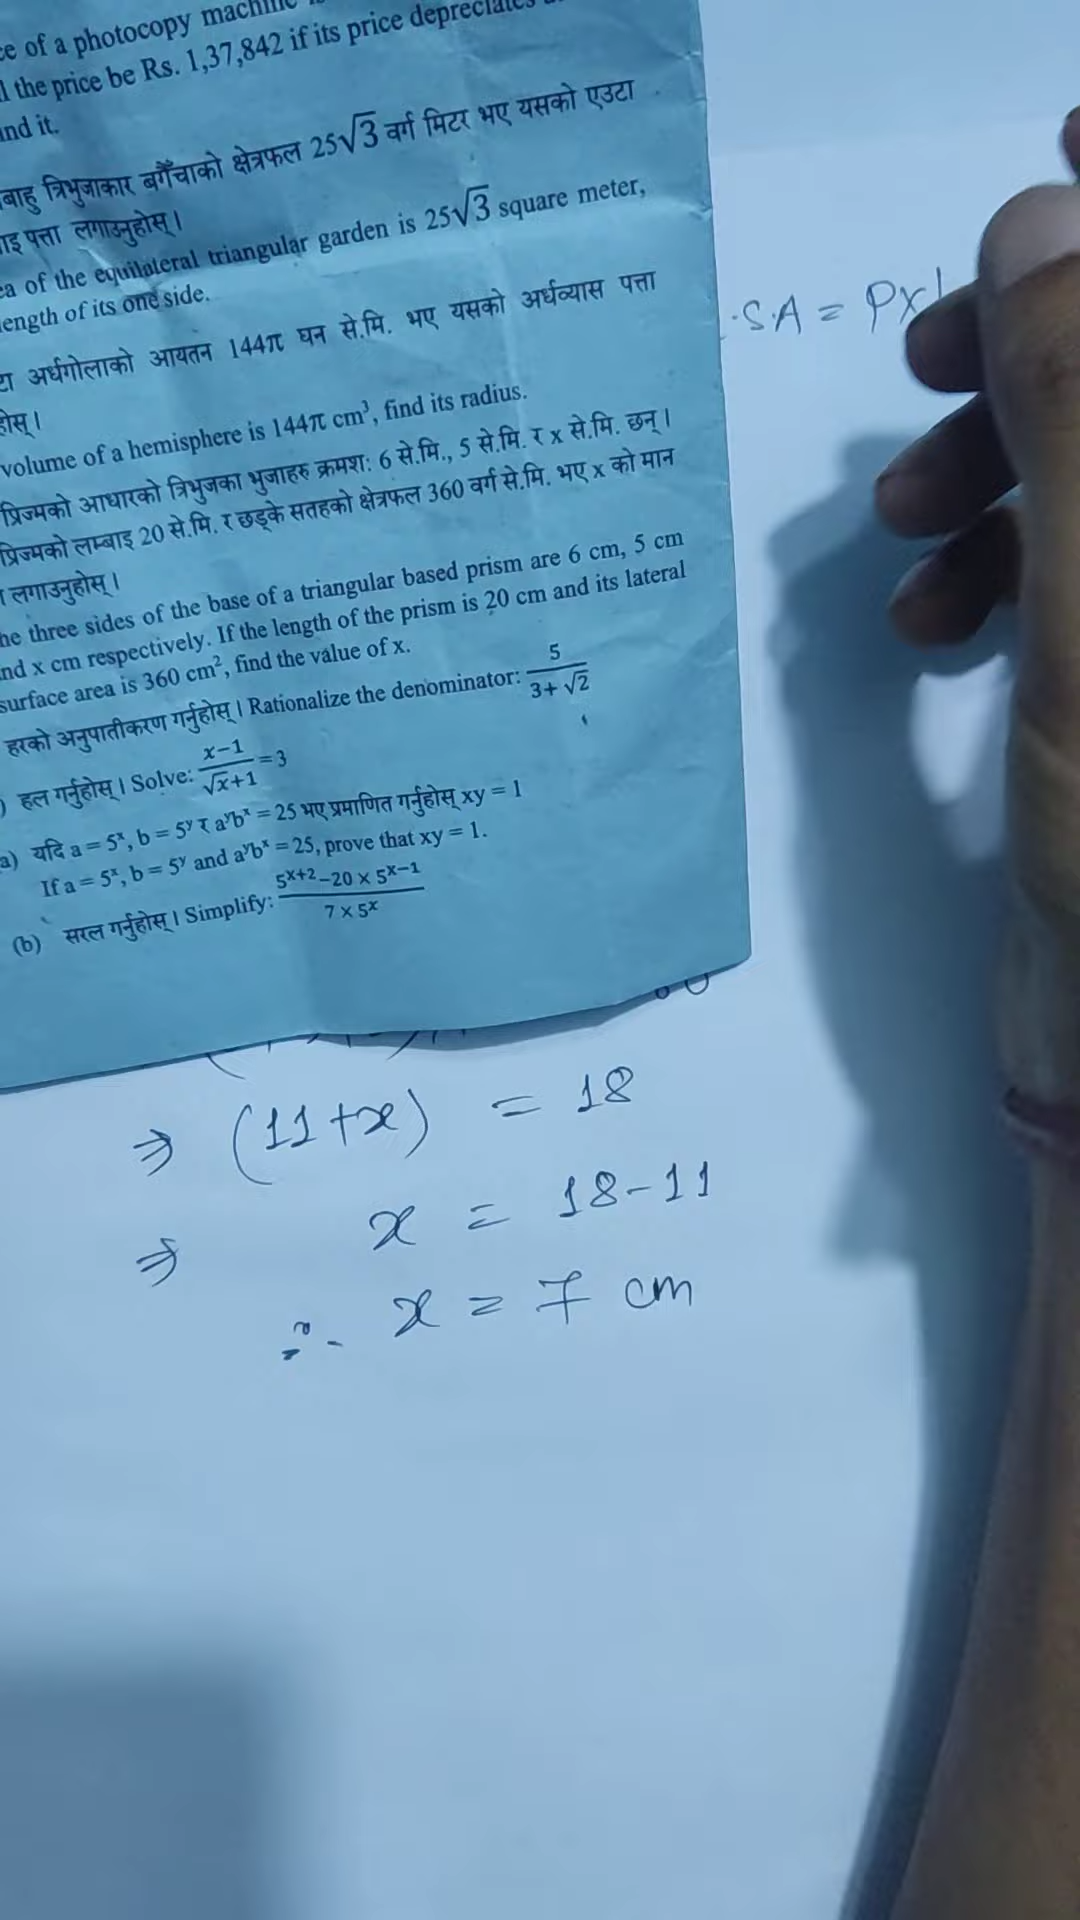 of a photocopy machine
the price be Rs. 1,37,842 if its price depreciates
it.
त्रिभुजाकार बगैँचाको क्षेत्रफल 25√3 वर्ग मिटर भए यसको एउटा
पत्ता लगाउनुहोस् ।
of the equilateral triangular garden is 25√3 square meter,
length of its one side.
अर्धगोलाको आयतन 144π घन से.मि. भए यसको अर्धव्यास पत्ता
volume of a hemisphere is 144π cm³, find its radius.
प्रिज्मको आधारको त्रिभुजका भुजाहरु क्रमशः 6 से.मि., 5 से.मि. र x से.मि. छन् ।
प्रिज्मको लम्बाइ 20 से.मि. र छड्के सतहको क्षेत्रफल 360 वर्ग से.मि. भए x को मान
लगाउनुहोस् ।
three sides of the base of a triangular based prism are 6 cm, 5 cm
and x cm respectively. If the length of the prism is 20 cm and its lateral
surface area is 360 cm², find the value of x.
हरको अनुपातीकरण गर्नुहोस् । Rationalize the denominator: 5/(3+√2)
) हल गर्नुहोस् । Solve: (x−1)/(√x+1) = 3
a) यदि a = 5ˣ, b = 5ʸ र aʸbˣ = 25 भए प्रमाणित गर्नुहोस् xy = 1
If a = 5ˣ, b = 5ʸ and aʸbˣ = 25, prove that xy = 1.
(b) सरल गर्नुहोस् । Simplify: (5ˣ⁺²−20 × 5ˣ⁻¹)/(7 × 5ˣ)
.S.A = P×
⇒ (11+x) = 18
⇒ x = 18-11
∴ x = 7 cm